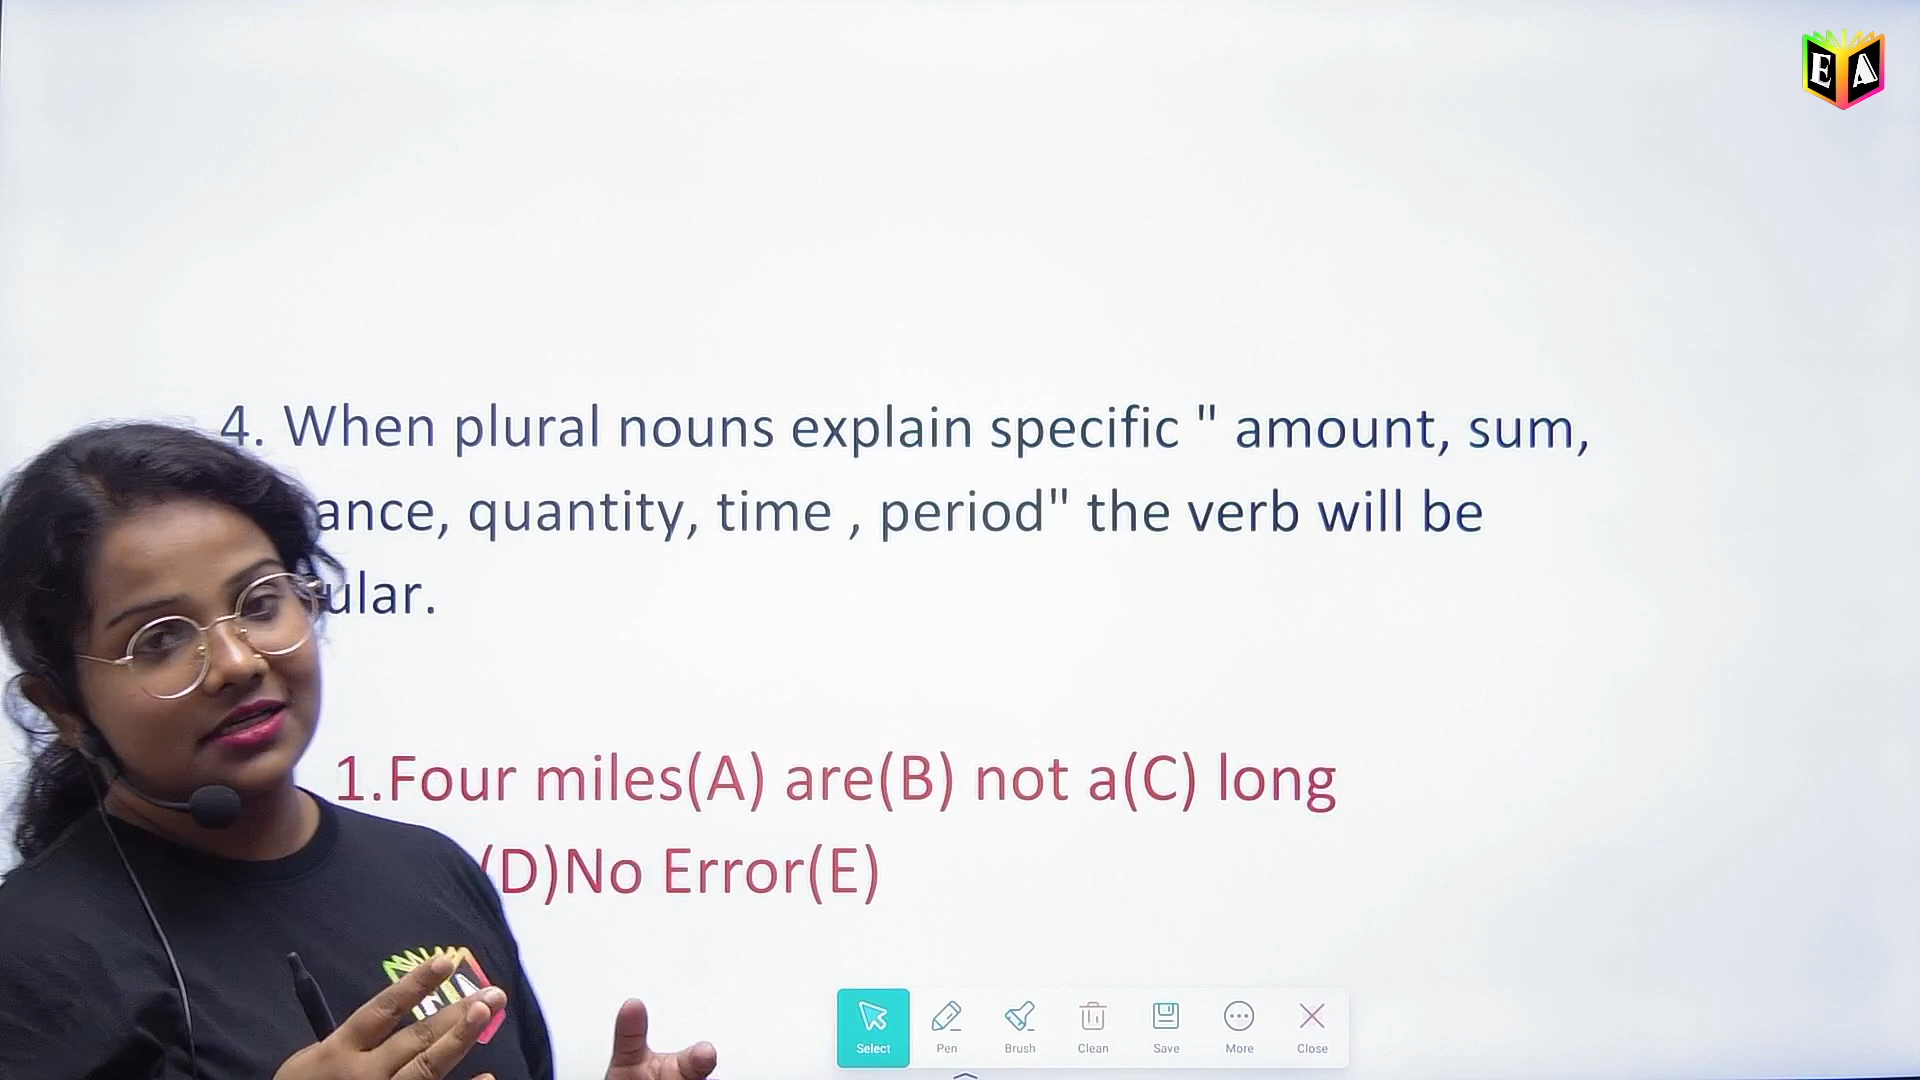 E A
4. When plural nouns explain specific " amount, sum,
ance, quantity, time , period" the verb will be
ular.
1.Four miles(A) are(B) not a(C) long
(D)No Error(E)
Select Pen Brush Clean Save More Close